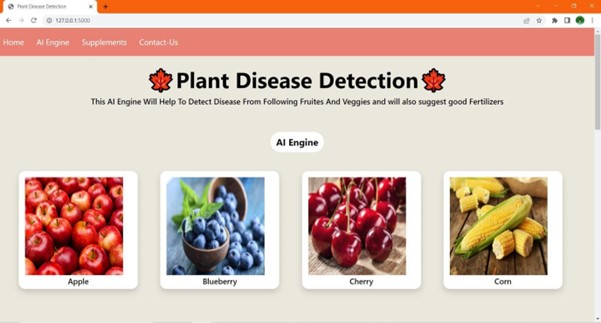 Plant Disease Detection
127.0.0.1:5000
Home AI Engine Supplements Contact-Us
Plant Disease Detection
This AI Engine Will Help To Detect Disease From Following Fruites And Veggies and will also suggest good Fertilizers
AI Engine
Apple Blueberry Cherry Corn